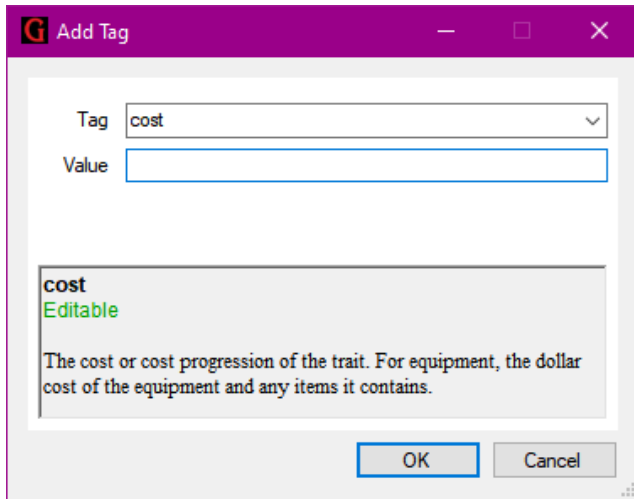 G Add Tag
Tag cost
Value
cost
Editable
The cost or cost progression of the trait. For equipment, the dollar
cost of the equipment and any items it contains.
OK Cancel